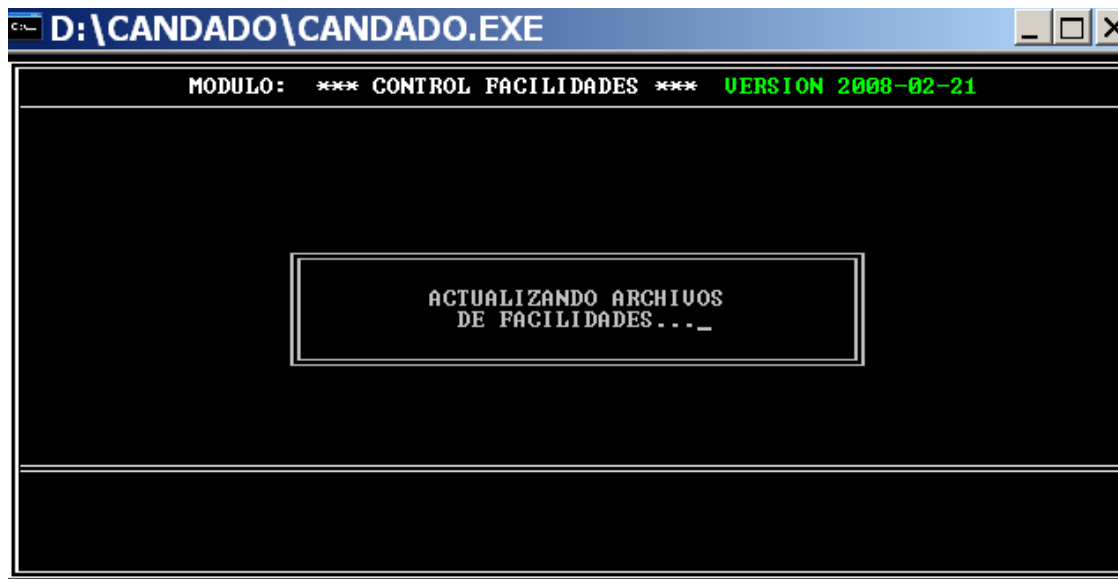 D:\CANDADO\CANDADO.EXE
MODULO: *** CONTROL FACILIDADES *** VERSION 2008-02-21
ACTUALIZANDO ARCHIVOS
DE FACILIDADES..._